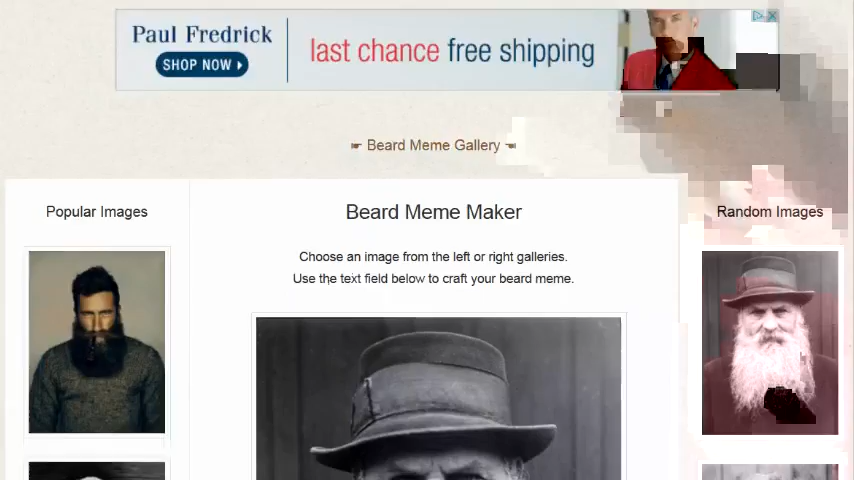 Paul Fredrick
SHOP NOW
last chance free shipping
Beard Meme Gallery
Popular Images
Beard Meme Maker
Random Images
Choose an image from the left or right galleries.
Use the text field below to craft your beard meme.